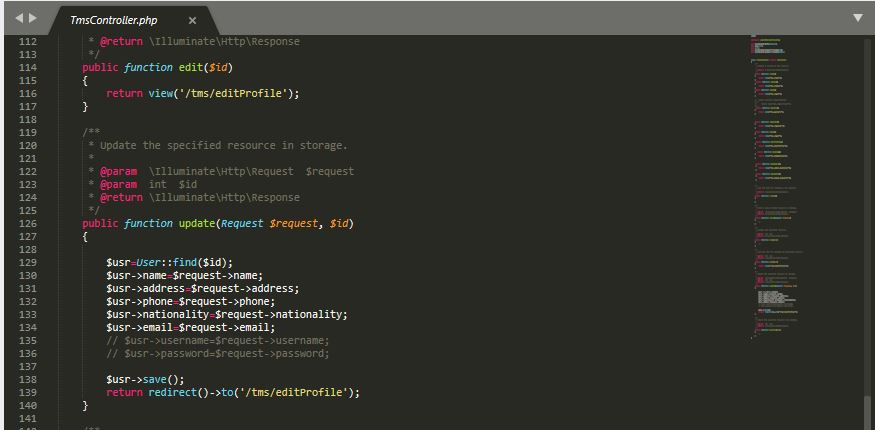 TmsController.php
112 * @return \Illuminate\Http\Response
113 */
114 public function edit($id)
115 {
116 return view('/tms/editProfile');
117 }
118
119 /**
120 * Update the specified resource in storage.
121 *
122 * @param \Illuminate\Http\Request $request
123 * @param int $id
124 * @return \Illuminate\Http\Response
125 */
126 public function update(Request $request, $id)
127 {
128
129 $usr=User::find($id);
130 $usr->name=$request->name;
131 $usr->address=$request->address;
132 $usr->phone=$request->phone;
133 $usr->nationality=$request->nationality;
134 $usr->email=$request->email;
135 // $usr->username=$request->username;
136 // $usr->password=$request->password;
137
138 $usr->save();
139 return redirect()->to('/tms/editProfile');
140 }
141